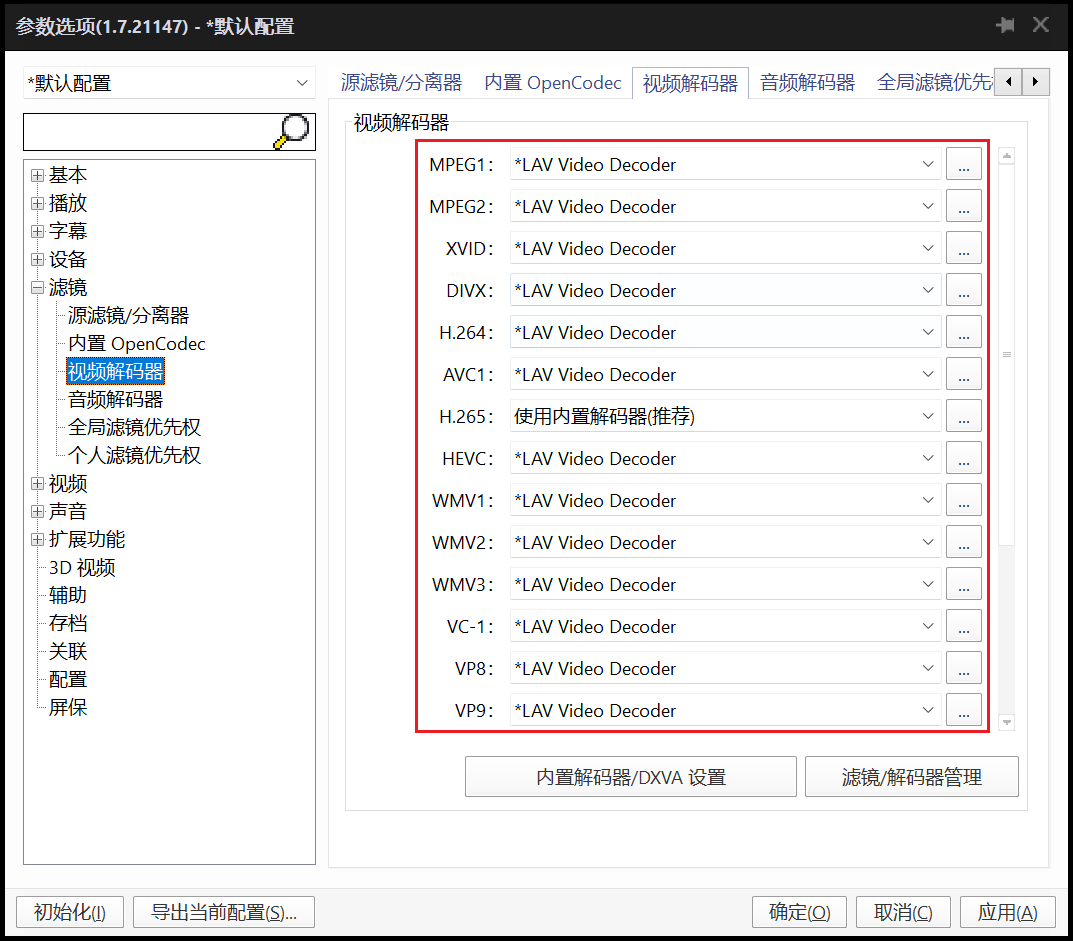 参数选项(1.7.21147) - *默认配置
*默认配置
基本
播放
字幕
设备
滤镜
源滤镜/分离器
内置 OpenCodec
视频解码器
音频解码器
全局滤镜优先权
个人滤镜优先权
视频
声音
扩展功能
3D 视频
辅助
存档
关联
配置
屏保
源滤镜/分离器 内置 OpenCodec 视频解码器 音频解码器 全局滤镜优先
视频解码器
MPEG1: *LAV Video Decoder ...
MPEG2: *LAV Video Decoder ...
XVID: *LAV Video Decoder ...
DIVX: *LAV Video Decoder ...
H.264: *LAV Video Decoder ...
AVC1: *LAV Video Decoder ...
H.265: 使用内置解码器(推荐) ...
HEVC: *LAV Video Decoder ...
WMV1: *LAV Video Decoder ...
WMV2: *LAV Video Decoder ...
WMV3: *LAV Video Decoder ...
VC-1: *LAV Video Decoder ...
VP8: *LAV Video Decoder ...
VP9: *LAV Video Decoder ...
内置解码器/DXVA 设置 滤镜/解码器管理
初始化(I) 导出当前配置(S)... 确定(O) 取消(C) 应用(A)